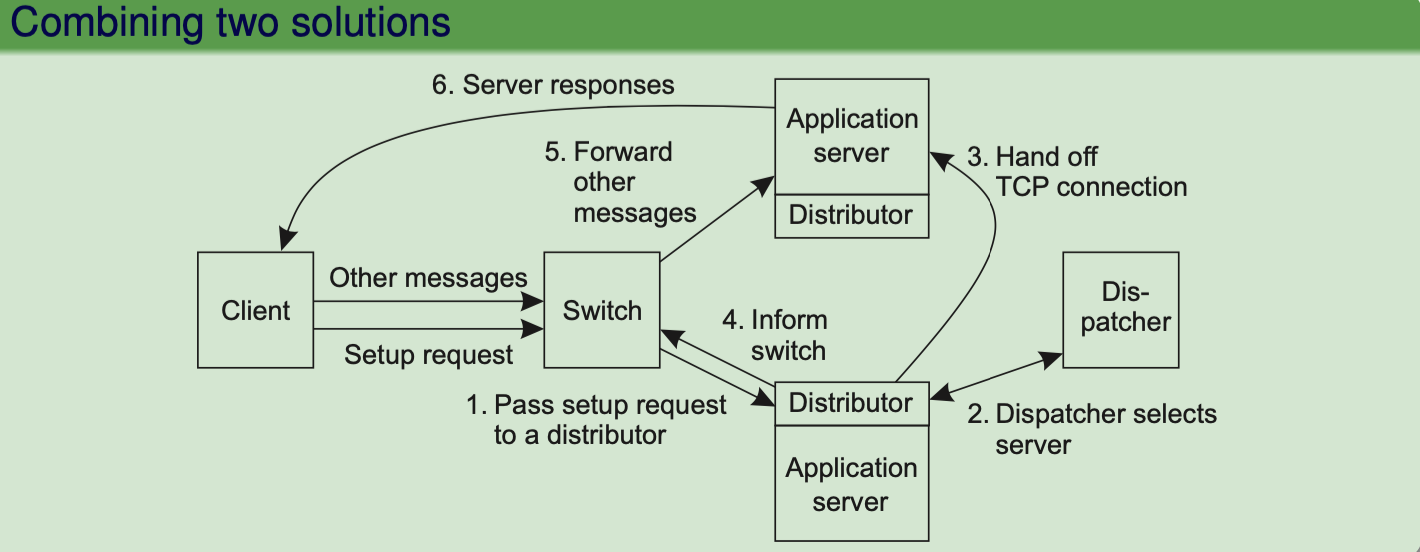 Combining two solutions
6. Server responses
Application
server
Distributor
5. Forward
other
messages
3. Hand off
TCP connection
Client
Other messages
Setup request
Switch
4. Inform
switch
Dis-
patcher
1. Pass setup request
to a distributor
Distributor
Application
server
2. Dispatcher selects
server